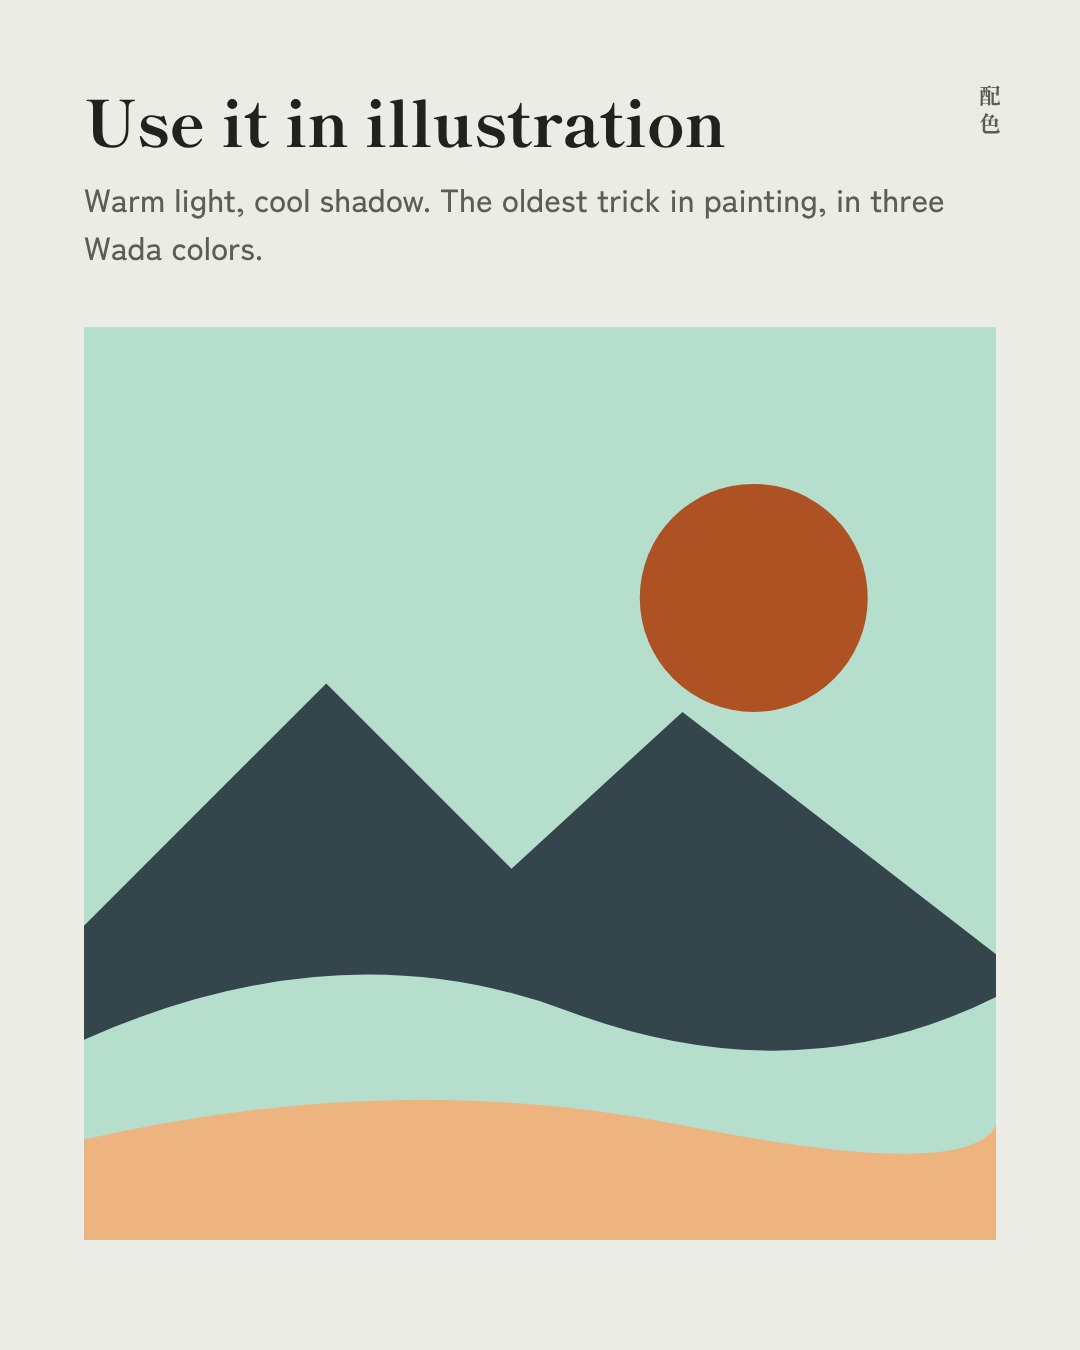 Use it in illustration
Warm light, cool shadow. The oldest trick in painting, in three
Wada colors.
配色